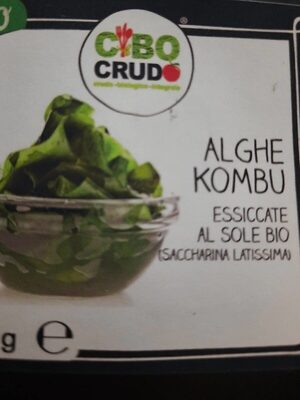 CIBO
CRUDO
®
crudo·biologico·integrale
ALGHE
KOMBU
ESSICCATE
AL SOLE BIO
(SACCHARINA LATISSIMA)
g e